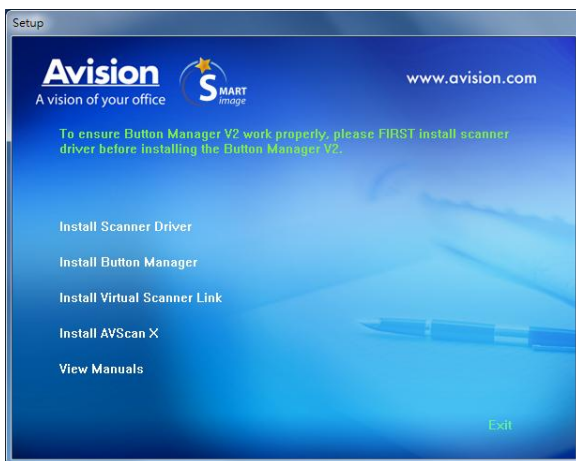 Setup
Avision
A vision of your office
SMART
image
www.avision.com
To ensure Button Manager V2 work properly, please FIRST install scanner
driver before installing the Button Manager V2.
Install Scanner Driver
Install Button Manager
Install Virtual Scanner Link
Install AVScan X
View Manuals
Exit